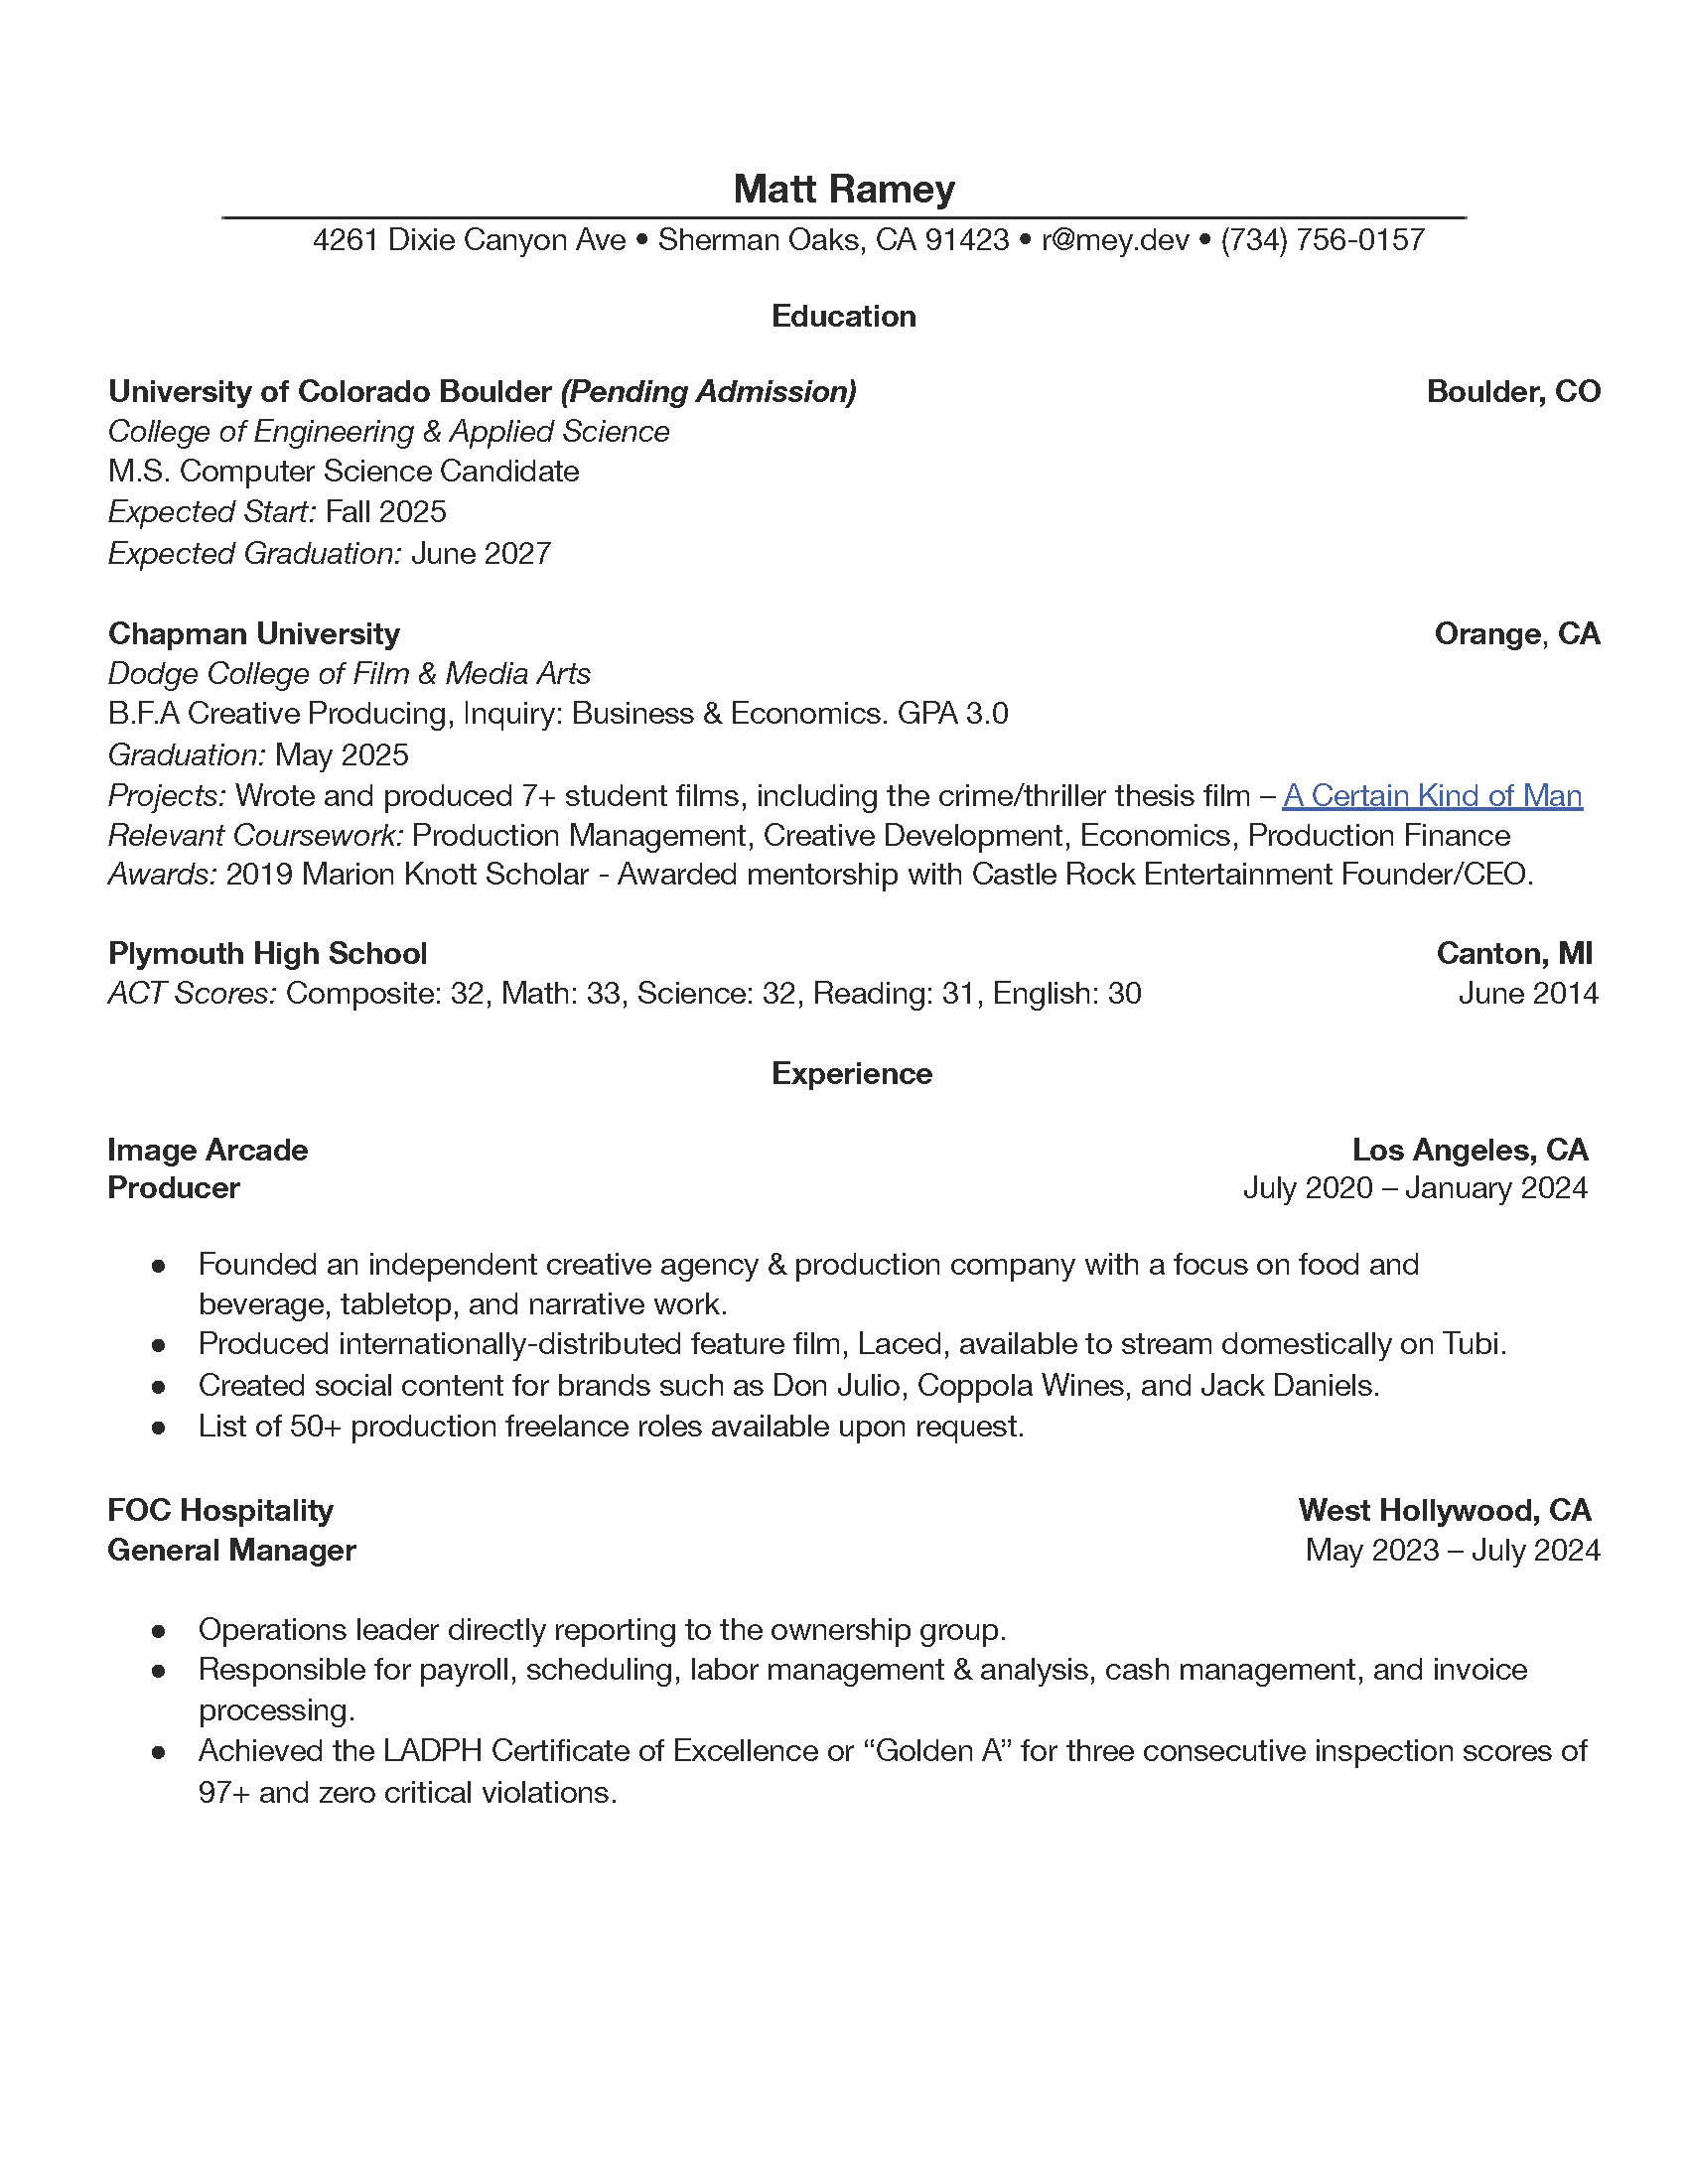 Matt Ramey
4261 Dixie Canyon Ave • Sherman Oaks, CA 91423 • r@mey.dev • (734) 756-0157
Education
University of Colorado Boulder (Pending Admission) Boulder, CO
College of Engineering & Applied Science
M.S. Computer Science Candidate
Expected Start: Fall 2025
Expected Graduation: June 2027
Chapman University Orange, CA
Dodge College of Film & Media Arts
B.F.A Creative Producing, Inquiry: Business & Economics. GPA 3.0
Graduation: May 2025
Projects: Wrote and produced 7+ student films, including the crime/thriller thesis film – A Certain Kind of Man
Relevant Coursework: Production Management, Creative Development, Economics, Production Finance
Awards: 2019 Marion Knott Scholar - Awarded mentorship with Castle Rock Entertainment Founder/CEO.
Plymouth High School Canton, MI
ACT Scores: Composite: 32, Math: 33, Science: 32, Reading: 31, English: 30 June 2014
Experience
Image Arcade Los Angeles, CA
Producer July 2020 – January 2024
● Founded an independent creative agency & production company with a focus on food and
beverage, tabletop, and narrative work.
● Produced internationally-distributed feature film, Laced, available to stream domestically on Tubi.
● Created social content for brands such as Don Julio, Coppola Wines, and Jack Daniels.
● List of 50+ production freelance roles available upon request.
FOC Hospitality West Hollywood, CA
General Manager May 2023 – July 2024
● Operations leader directly reporting to the ownership group.
● Responsible for payroll, scheduling, labor management & analysis, cash management, and invoice
processing.
● Achieved the LADPH Certificate of Excellence or “Golden A” for three consecutive inspection scores of
97+ and zero critical violations.